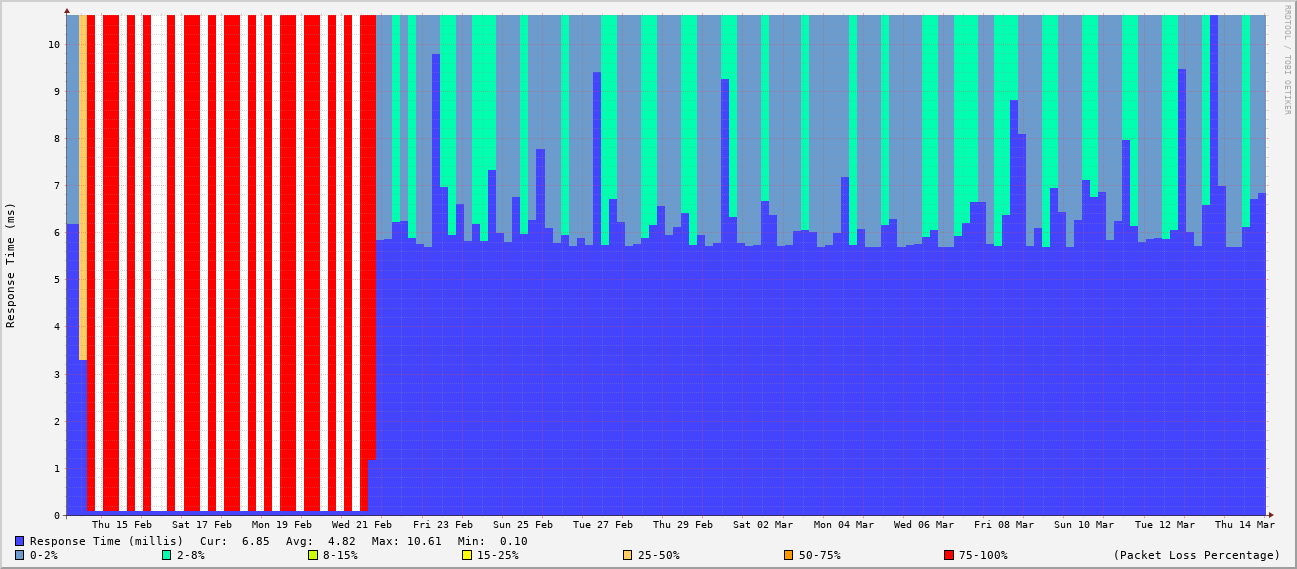 RRDTOOL / TOBI OETIKER
Response Time (ms)
10
9
8
7
6
5
4
3
2
1
0
Thu 15 Feb Sat 17 Feb Mon 19 Feb Wed 21 Feb Fri 23 Feb Sun 25 Feb Tue 27 Feb Thu 29 Feb Sat 02 Mar Mon 04 Mar Wed 06 Mar Fri 08 Mar Sun 10 Mar Tue 12 Mar Thu 14 Mar
Response Time (millis) Cur: 6.85 Avg: 4.82 Max: 10.61 Min: 0.10
0-2% 2-8% 8-15% 15-25% 25-50% 50-75% 75-100% (Packet Loss Percentage)